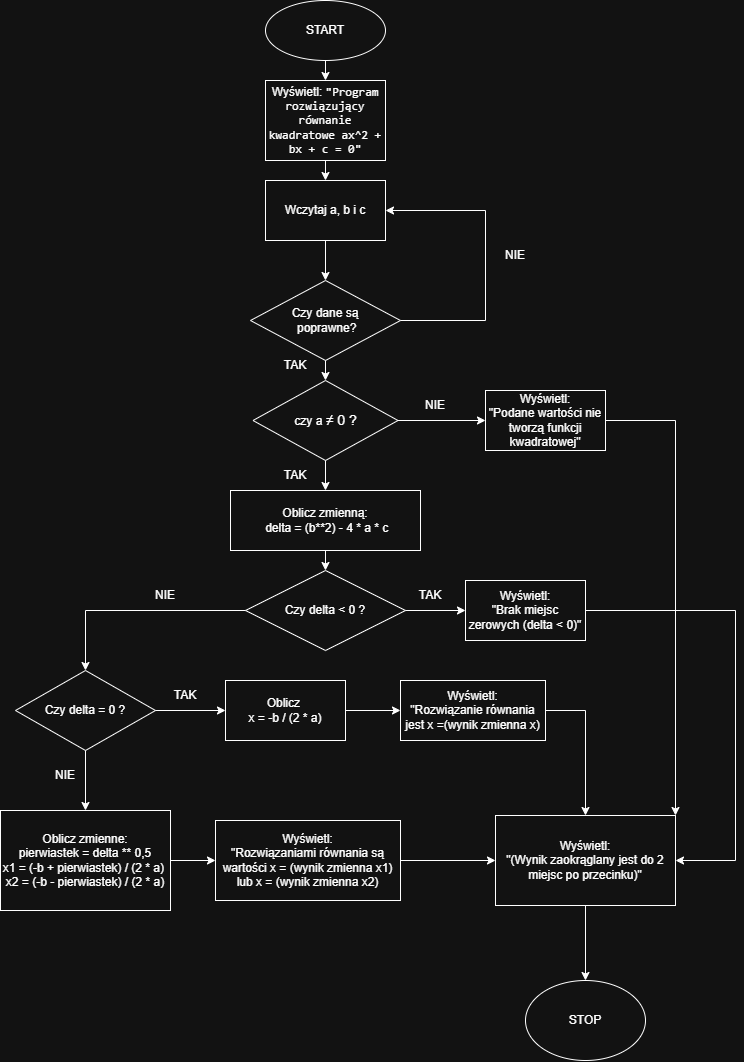 START
Wyświetl: "Program
rozwiązujący
równanie
kwadratowe ax^2 +
bx + c = 0"
Wczytaj a, b i c
NIE
Czy dane są
poprawne?
TAK
czy a ≠ 0 ?
NIE
Wyświetl:
"Podane wartości nie
tworzą funkcji
kwadratowej"
TAK
Oblicz zmienną:
delta = (b**2) - 4 * a * c
NIE
Czy delta < 0 ?
TAK
Wyświetl:
"Brak miejsc
zerowych (delta < 0)"
Czy delta = 0 ?
TAK
Oblicz
x = -b / (2 * a)
Wyświetl:
"Rozwiązanie równania
jest x =(wynik zmienna x)
NIE
Oblicz zmienne:
pierwiastek = delta ** 0,5
x1 = (-b + pierwiastek) / (2 * a)
x2 = (-b - pierwiastek) / (2 * a)
Wyświetl:
"Rozwiązaniami równania są
wartości x = (wynik zmienna x1)
lub x = (wynik zmienna x2)
Wyświetl:
"(Wynik zaokrąglany jest do 2
miejsc po przecinku)"
STOP